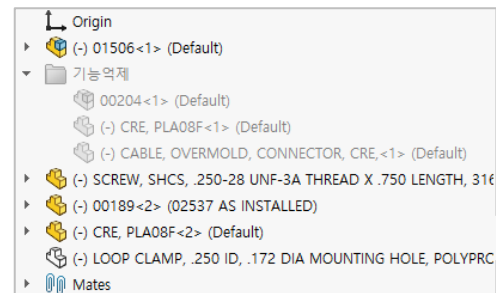 Origin
(-) 01506<1> (Default)
기능억제
00204<1> (Default)
(-) CRE, PLA08F<1> (Default)
(-) CABLE, OVERMOLD, CONNECTOR, CRE,<1> (Default)
(-) SCREW, SHCS, .250-28 UNF-3A THREAD X .750 LENGTH, 316
(-) 00189<2> (02537 AS INSTALLED)
(-) CRE, PLA08F<2> (Default)
(-) LOOP CLAMP, .250 ID, .172 DIA MOUNTING HOLE, POLYPRC
Mates